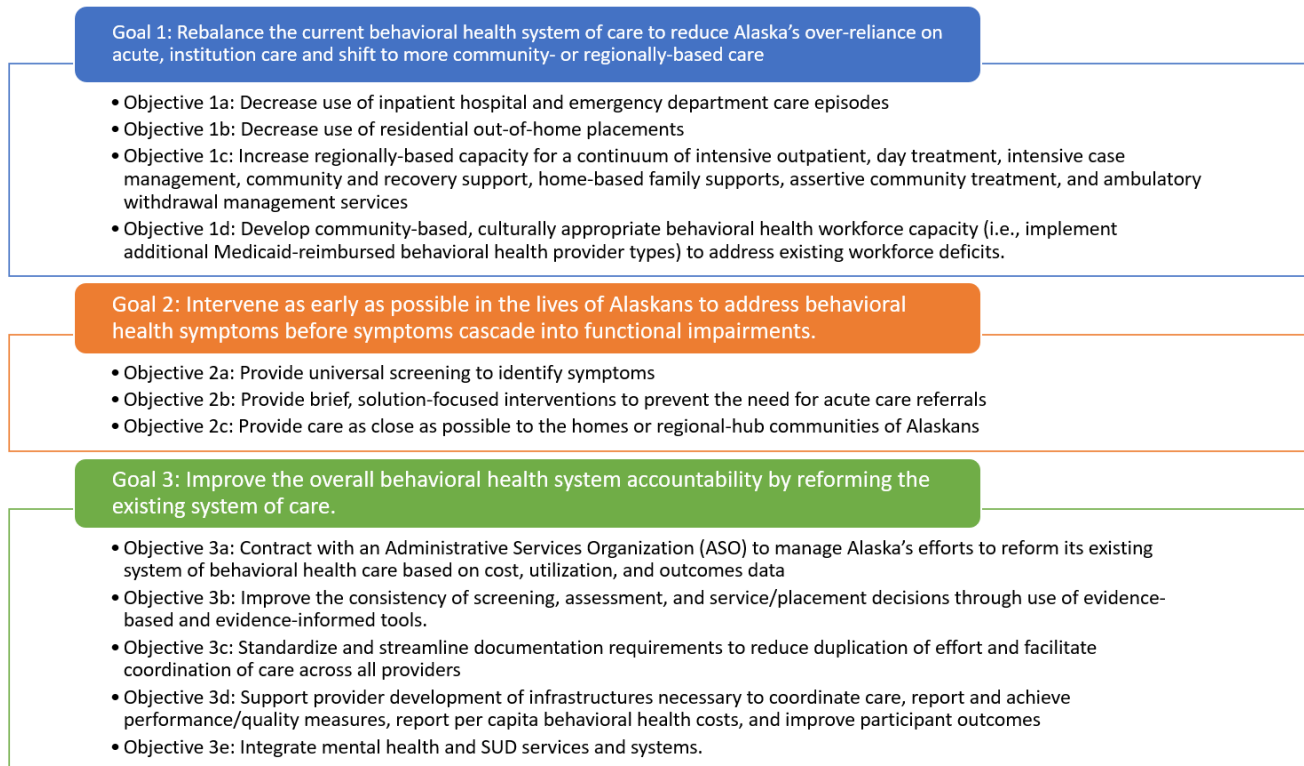 Goal 1: Rebalance the current behavioral health system of care to reduce Alaska's over-reliance on
acute, institution care and shift to more community- or regionally-based care
• Objective 1a: Decrease use of inpatient hospital and emergency department care episodes
• Objective 1b: Decrease use of residential out-of-home placements
• Objective 1c: Increase regionally-based capacity for a continuum of intensive outpatient, day treatment, intensive case
management, community and recovery support, home-based family supports, assertive community treatment, and ambulatory
withdrawal management services
• Objective 1d: Develop community-based, culturally appropriate behavioral health workforce capacity (i.e., implement
additional Medicaid-reimbursed behavioral health provider types) to address existing workforce deficits.
Goal 2: Intervene as early as possible in the lives of Alaskans to address behavioral
health symptoms before symptoms cascade into functional impairments.
• Objective 2a: Provide universal screening to identify symptoms
• Objective 2b: Provide brief, solution-focused interventions to prevent the need for acute care referrals
• Objective 2c: Provide care as close as possible to the homes or regional-hub communities of Alaskans
Goal 3: Improve the overall behavioral health system accountability by reforming the
existing system of care.
• Objective 3a: Contract with an Administrative Services Organization (ASO) to manage Alaska's efforts to reform its existing
system of behavioral health care based on cost, utilization, and outcomes data
• Objective 3b: Improve the consistency of screening, assessment, and service/placement decisions through use of evidence-
based and evidence-informed tools.
• Objective 3c: Standardize and streamline documentation requirements to reduce duplication of effort and facilitate
coordination of care across all providers
• Objective 3d: Support provider development of infrastructures necessary to coordinate care, report and achieve
performance/quality measures, report per capita behavioral health costs, and improve participant outcomes
• Objective 3e: Integrate mental health and SUD services and systems.